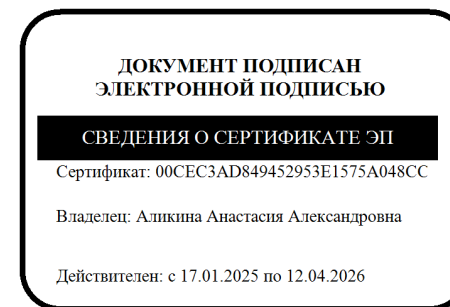 ДОКУМЕНТ ПОДПИСАН
ЭЛЕКТРОННОЙ ПОДПИСЬЮ
СВЕДЕНИЯ О СЕРТИФИКАТЕ ЭП
Сертификат: 00CEC3AD849452953E1575A048CC
Владелец: Аликина Анастасия Александровна
Действителен: с 17.01.2025 по 12.04.2026